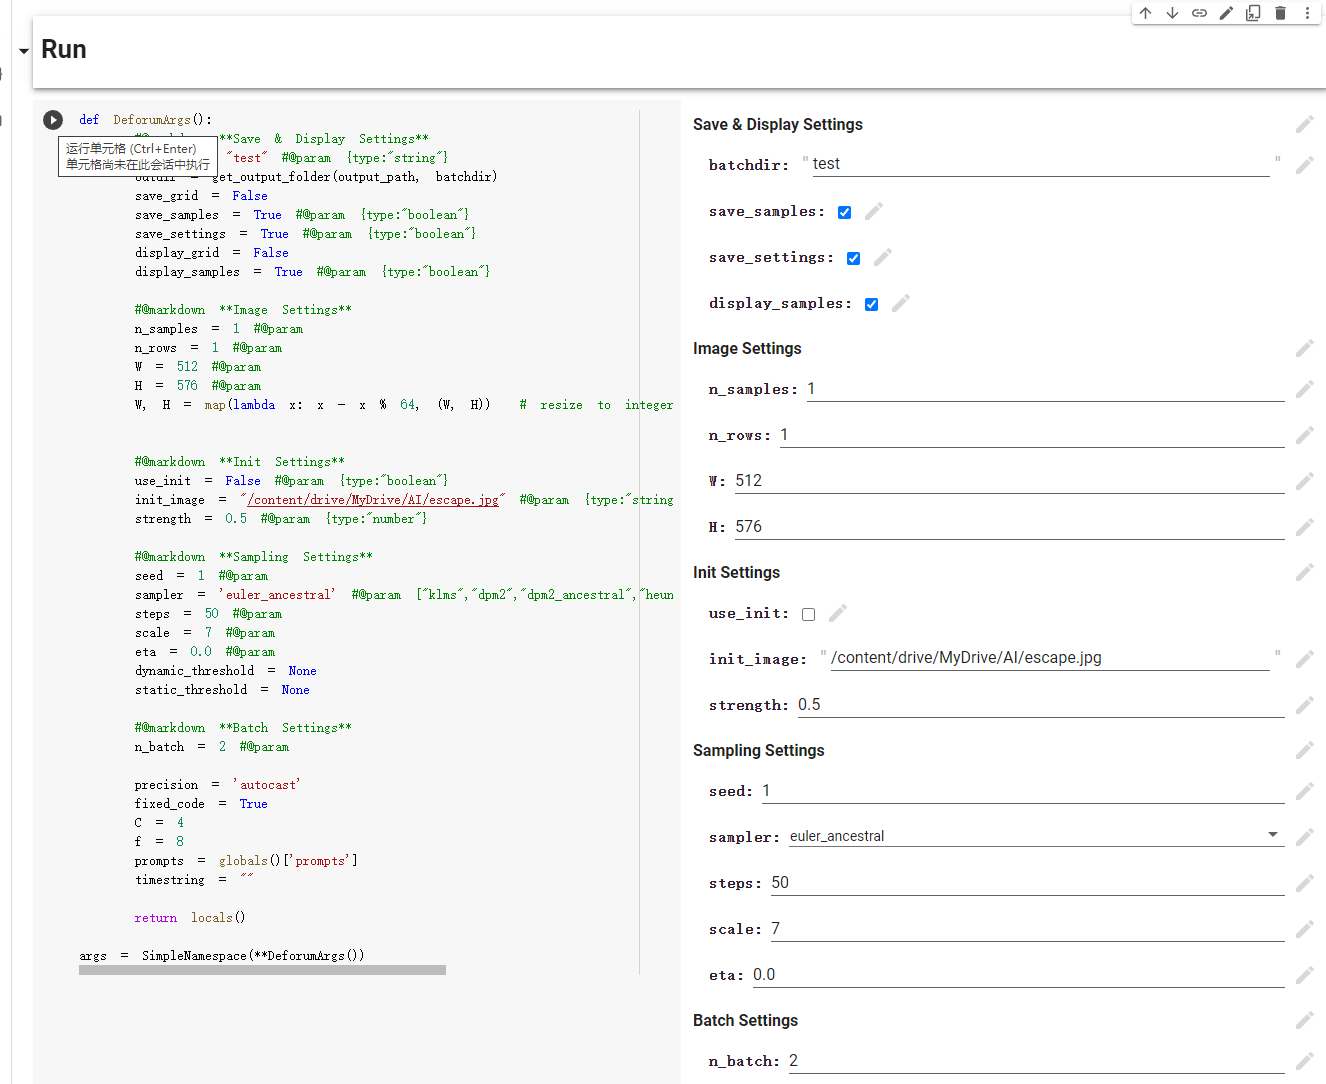 Run
def DeforumArgs():
**Save & Display Settings**
运行单元格 (Ctrl+Enter)
单元格尚未在此会话中执行
"test" #@param {type:"string"}
get_output_folder(output_path, batchdir)
save_grid = False
save_samples = True #@param {type:"boolean"}
save_settings = True #@param {type:"boolean"}
display_grid = False
display_samples = True #@param {type:"boolean"}
#@markdown **Image Settings**
n_samples = 1 #@param
n_rows = 1 #@param
W = 512 #@param
H = 576 #@param
W, H = map(lambda x: x - x % 64, (W, H)) # resize to integer
#@markdown **Init Settings**
use_init = False #@param {type:"boolean"}
init_image = "/content/drive/MyDrive/AI/escape.jpg" #@param {type:"string
strength = 0.5 #@param {type:"number"}
#@markdown **Sampling Settings**
seed = 1 #@param
sampler = 'euler_ancestral' #@param ["klms","dpm2","dpm2_ancestral","heun
steps = 50 #@param
scale = 7 #@param
eta = 0.0 #@param
dynamic_threshold = None
static_threshold = None
#@markdown **Batch Settings**
n_batch = 2 #@param
precision = 'autocast'
fixed_code = True
C = 4
f = 8
prompts = globals()['prompts']
timestring = ""
return locals()
args = SimpleNamespace(**DeforumArgs())
Save & Display Settings
batchdir: "test"
save_samples:
save_settings:
display_samples:
Image Settings
n_samples: 1
n_rows: 1
W: 512
H: 576
Init Settings
use_init:
init_image: "/content/drive/MyDrive/AI/escape.jpg"
strength: 0.5
Sampling Settings
seed: 1
sampler: euler_ancestral
steps: 50
scale: 7
eta: 0.0
Batch Settings
n_batch: 2